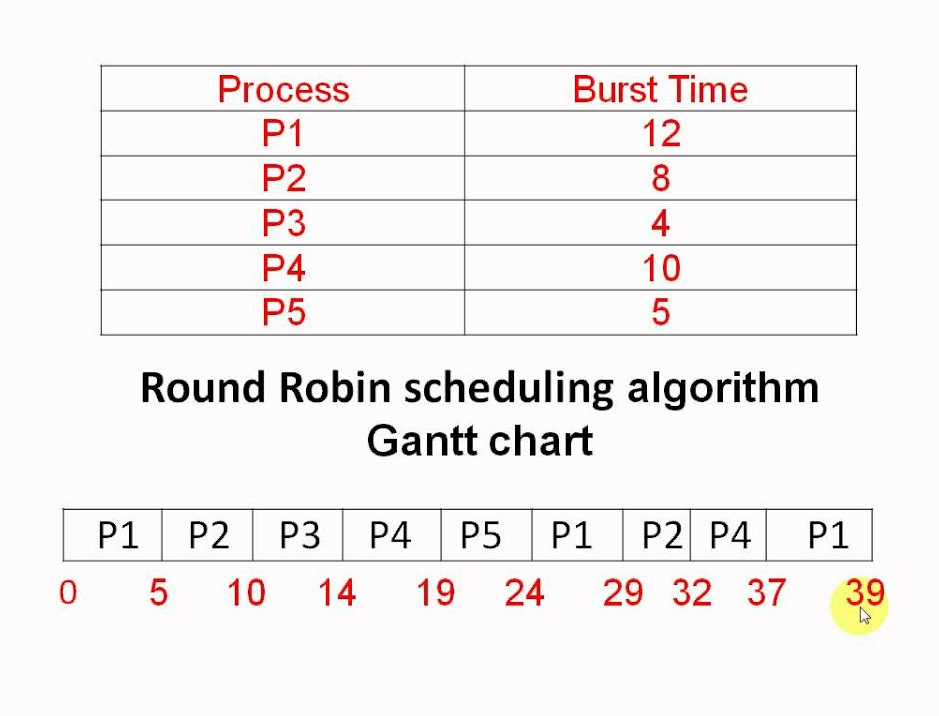 Process Burst Time
P1 12
P2 8
P3 4
P4 10
P5 5
Round Robin scheduling algorithm
Gantt chart
P1 P2 P3 P4 P5 P1 P2 P4 P1
0 5 10 14 19 24 29 32 37 39